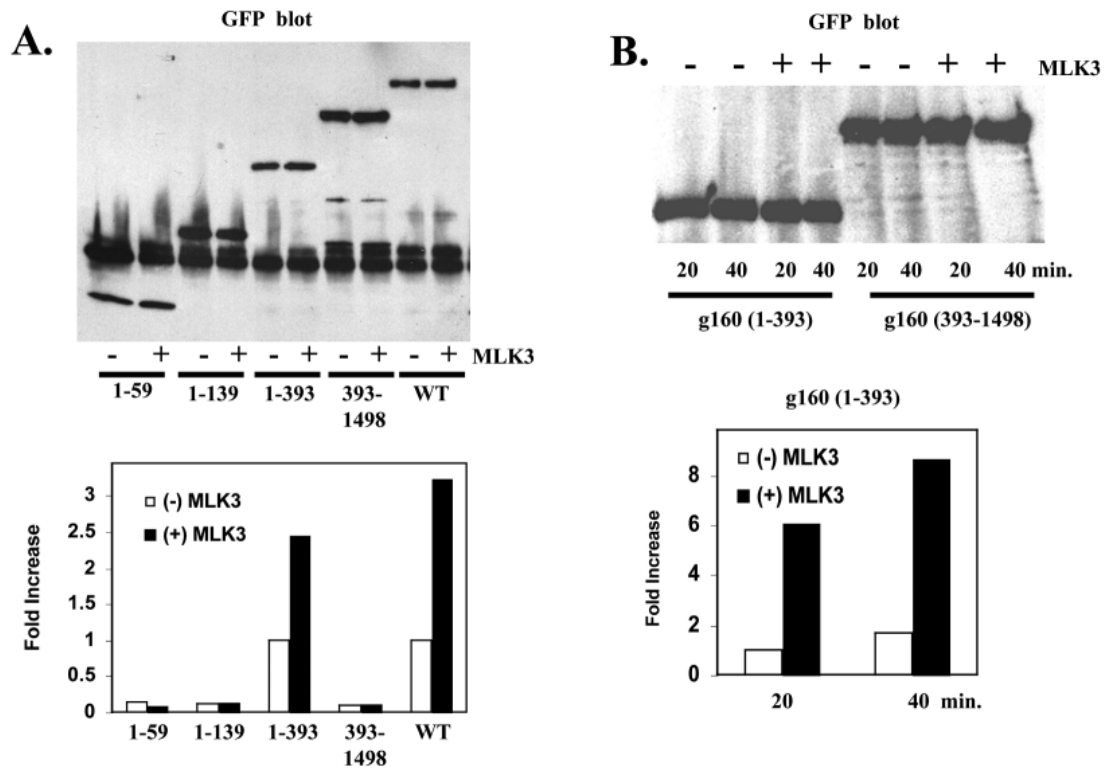 A.
GFP blot
- + - + - + - + - + MLK3
1-59 1-139 1-393 393- WT
1498
(-) MLK3
(+) MLK3
Fold Increase
3
2.5
2
1.5
1
0.5
0
1-59 1-139 1-393 393- WT
1498
B.
GFP blot
- - + + - - + + MLK3
20 40 20 40 20 40 20 40 min.
g160 (1-393) g160 (393-1498)
g160 (1-393)
(-) MLK3
(+) MLK3
Fold Increase
8
6
4
2
0
20 40 min.